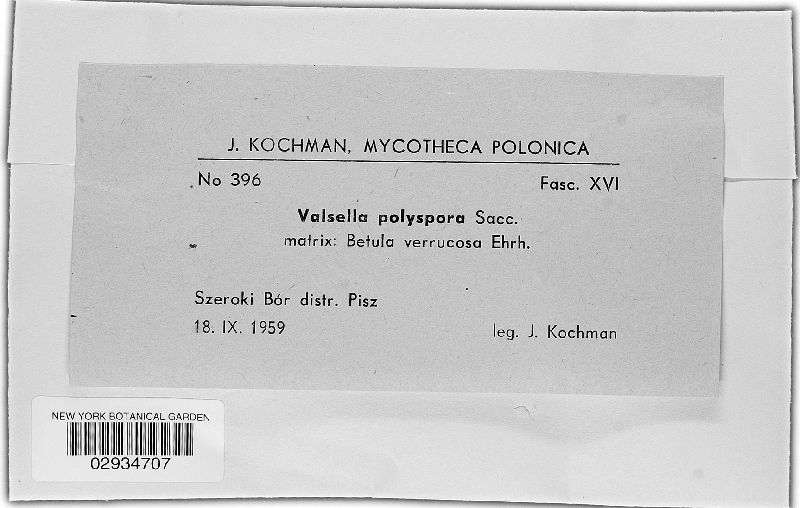 J. KOCHMAN, MYCOTHECA POLONICA
No 396 Fasc. XVI
Valsella polyspora Sacc.
matrix: Betula verrucosa Ehrh.
Szeroki Bór distr. Pisz
18. IX. 1959 leg. J. Kochman
NEW YORK BOTANICAL GARDEN
02934707